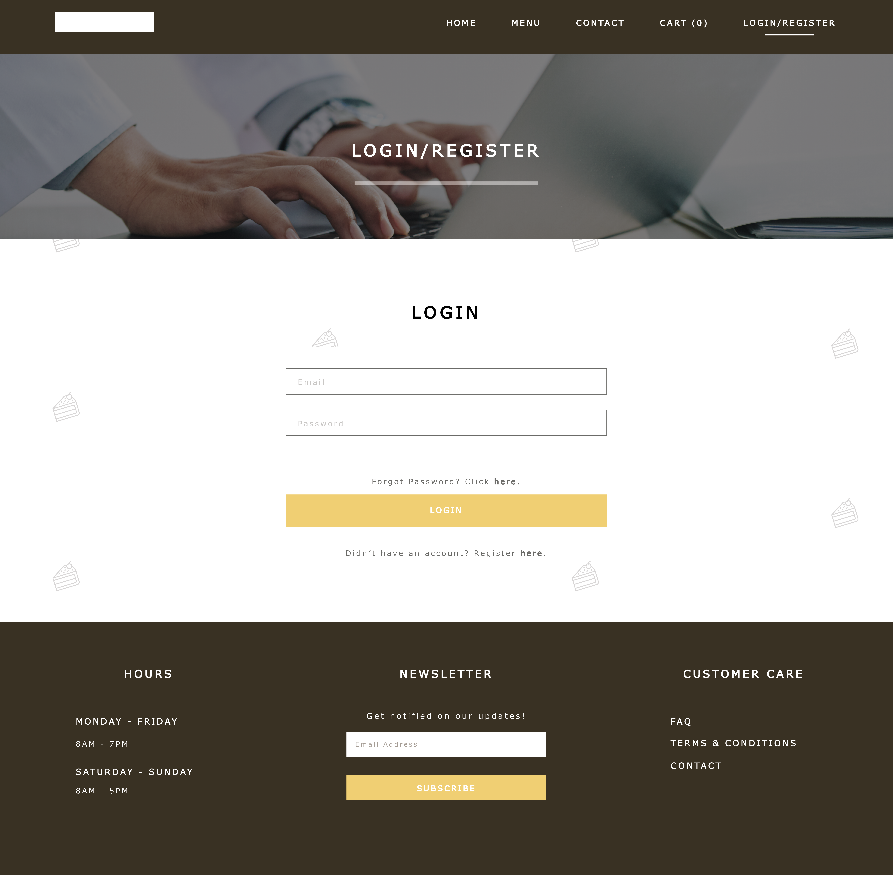 HOME MENU CONTACT CART (0) LOGIN/REGISTER
LOGIN/REGISTER
LOGIN
Email
Password
Forgot Password? Click here.
LOGIN
Didn't have an account? Register here.
HOURS
MONDAY - FRIDAY
8AM - 7PM
SATURDAY - SUNDAY
8AM - 5PM
NEWSLETTER
Get notified on our updates!
Email Address
SUBSCRIBE
CUSTOMER CARE
FAQ
TERMS & CONDITIONS
CONTACT